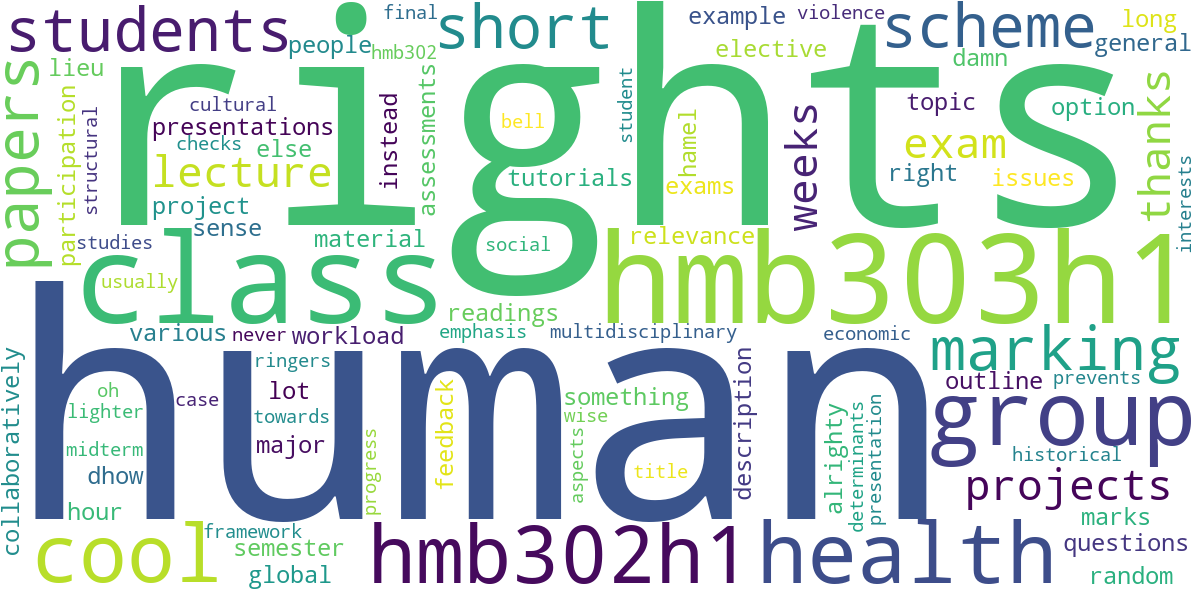 students
people
final
hmb302
short
example
violence
elective
scheme
long
general
damn
papers
lieu
participation
structural
rights
cultural
presentations
checks
else
lecture
project
sense
instead
assessments
bell
tutorials
student
hamel
exams
weeks
topic
option
exam
right
issues
thanks
interests
studies
usually
class
material
social
readings
relevance
hmb303h1
various
never
workload
emphasis
multidisciplinary
economic
marking
human
ringers
oh
lighter
case
lot
towards
midterm
major
dhow
hour
collaboratively
progress
feedback
something
wise
aspects
title
description
alrighty
determinants
presentation
outline
prevents
group
historical
projects
marks
questions
random
cool
framework
semester
global
hmb302h1
health